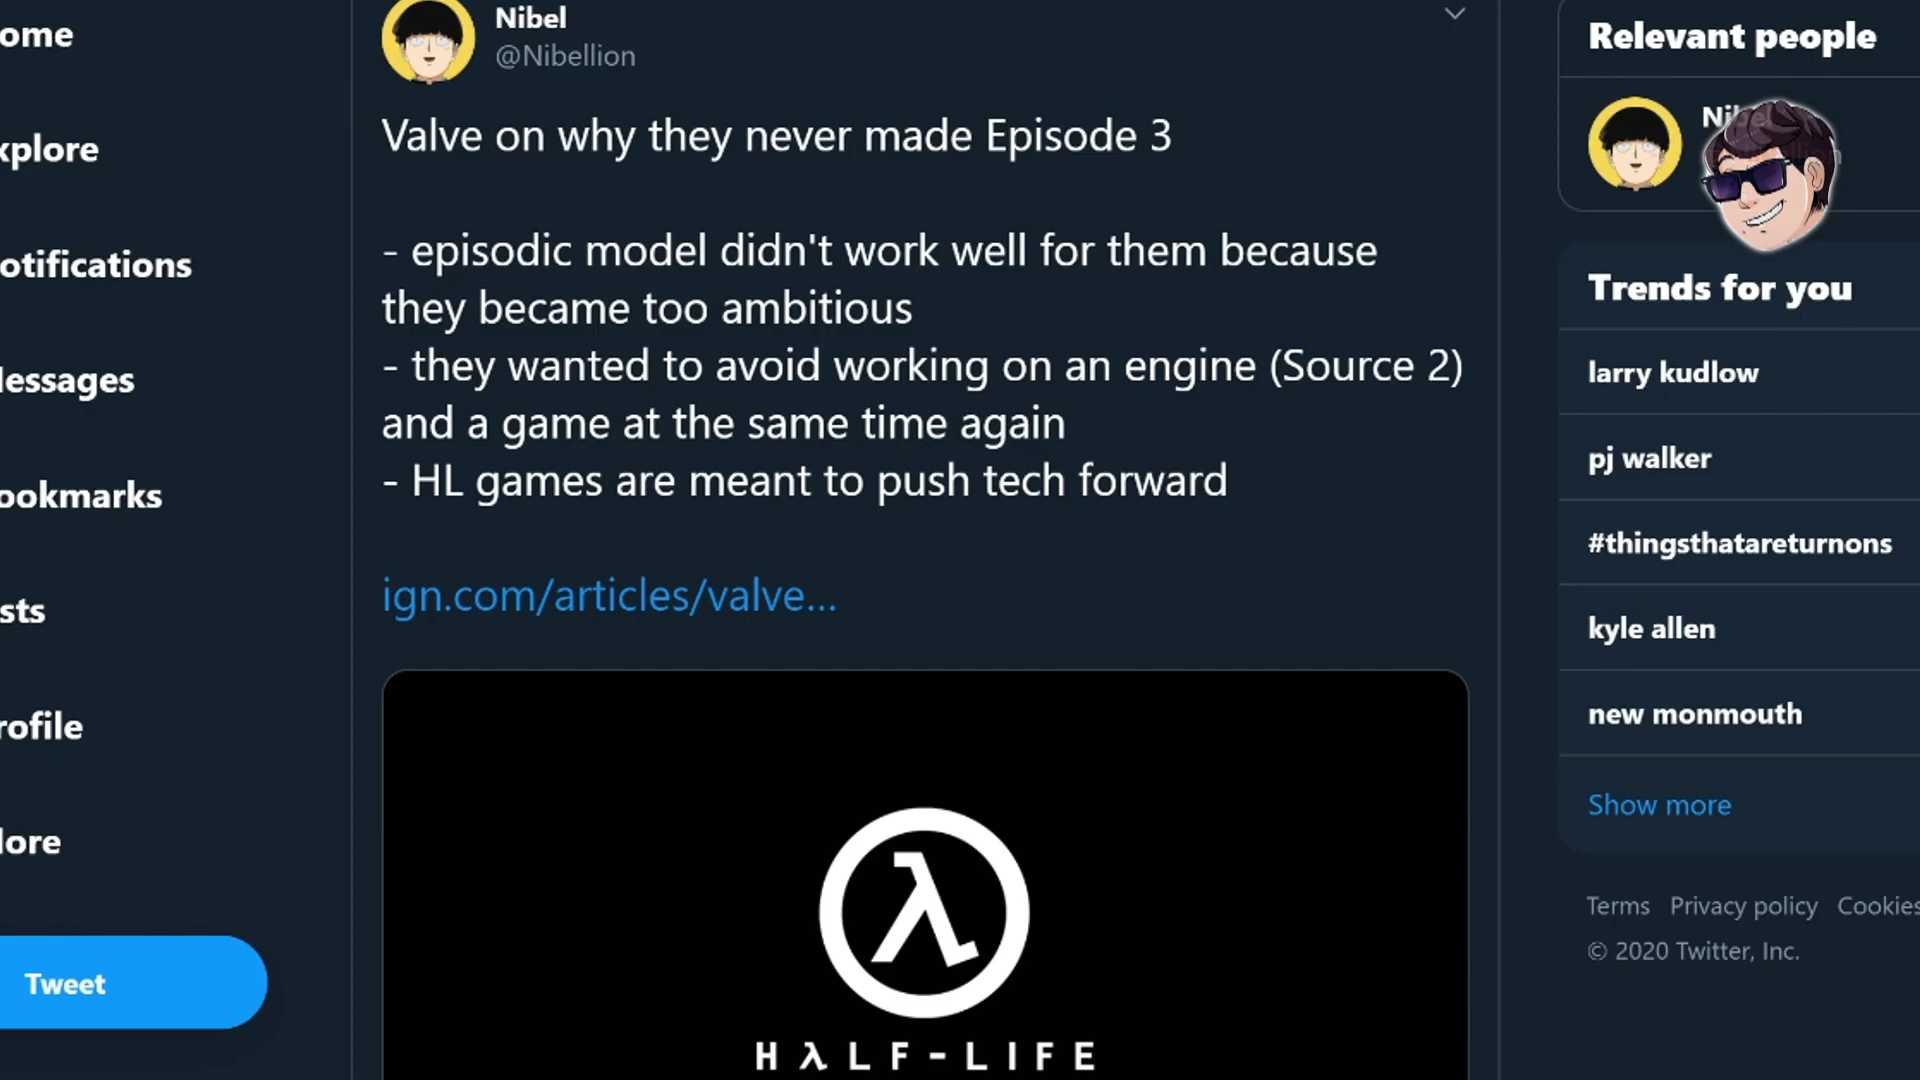 ome
xplore
otifications
essages
ookmarks
sts
rofile
ore
Tweet
Nibel
@Nibellion
Valve on why they never made Episode 3
- episodic model didn't work well for them because
they became too ambitious
- they wanted to avoid working on an engine (Source 2)
and a game at the same time again
- HL games are meant to push tech forward
ign.com/articles/valve...
HλLF-LIFE
Relevant people
Trends for you
larry kudlow
pj walker
#thingsthatareturnons
kyle allen
new monmouth
Show more
Terms Privacy policy Cookies
© 2020 Twitter, Inc.